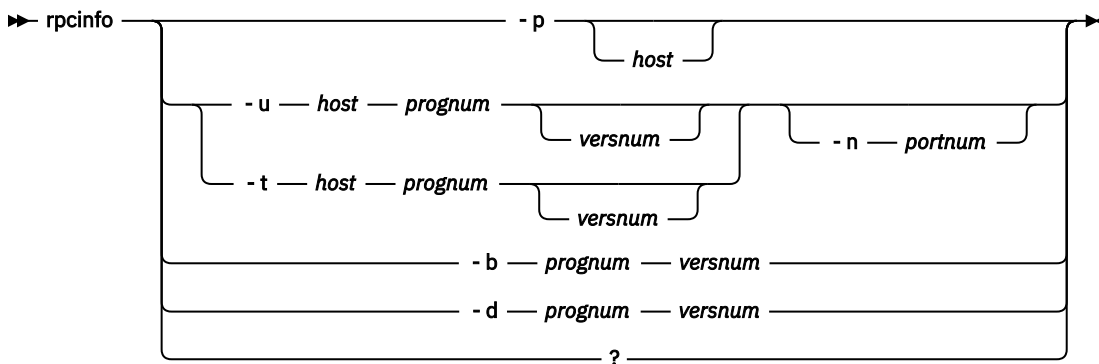 rpcinfo - p
host
- u host prognum
versnum
- n portnum
- t host prognum
versnum
- b prognum versnum
- d prognum versnum
?